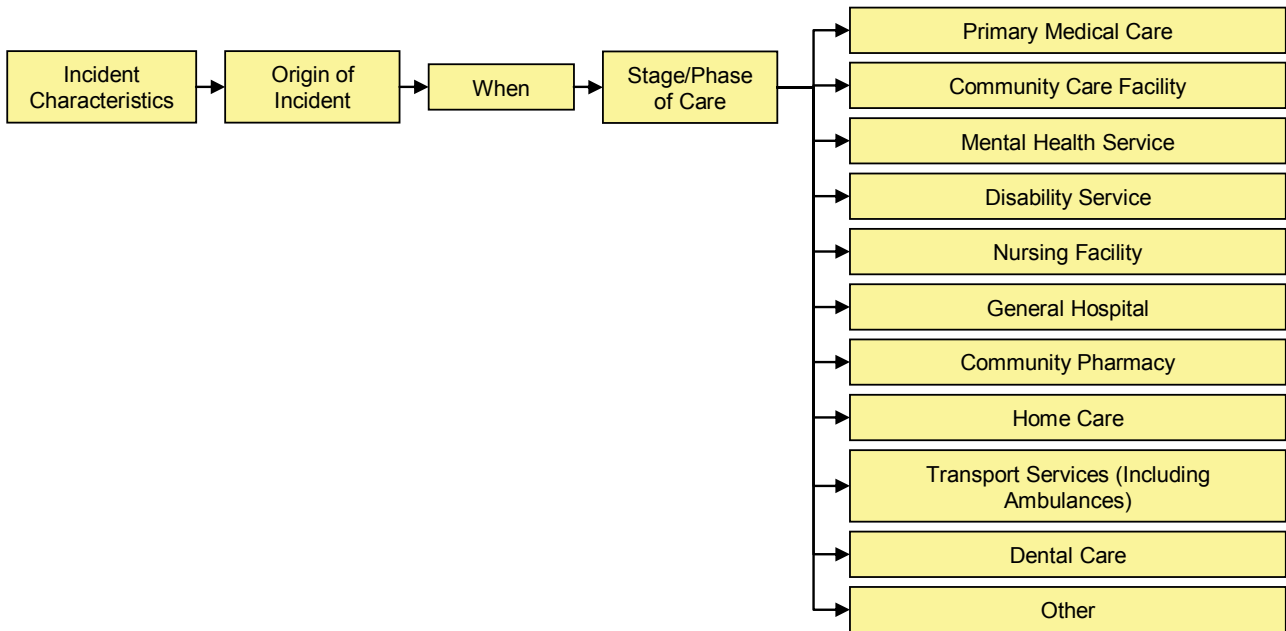 Incident
Characteristics
Origin of
Incident
When
Stage/Phase
of Care
Primary Medical Care
Community Care Facility
Mental Health Service
Disability Service
Nursing Facility
General Hospital
Community Pharmacy
Home Care
Transport Services (Including
Ambulances)
Dental Care
Other